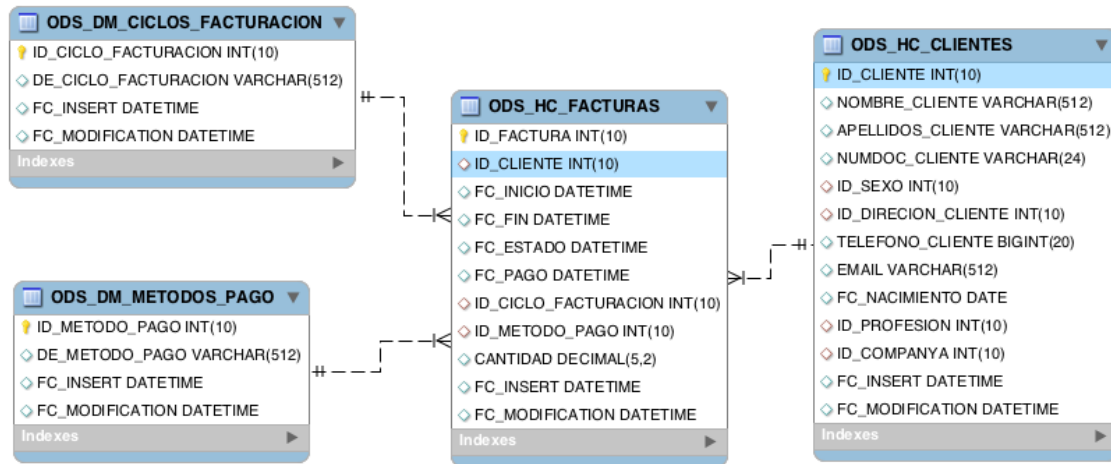 ODS_DM_CICLOS_FACTURACION
ID_CICLO_FACTURACION INT(10)
DE_CICLO_FACTURACION VARCHAR(512)
FC_INSERT DATETIME
FC_MODIFICATION DATETIME
Indexes
ODS_DM_METODOS_PAGO
ID_METODO_PAGO INT(10)
DE_METODO_PAGO VARCHAR(512)
FC_INSERT DATETIME
FC_MODIFICATION DATETIME
Indexes
ODS_HC_FACTURAS
ID_FACTURA INT(10)
ID_CLIENTE INT(10)
FC_INICIO DATETIME
FC_FIN DATETIME
FC_ESTADO DATETIME
FC_PAGO DATETIME
ID_CICLO_FACTURACION INT(10)
ID_METODO_PAGO INT(10)
CANTIDAD DECIMAL(5,2)
FC_INSERT DATETIME
FC_MODIFICATION DATETIME
Indexes
ODS_HC_CLIENTES
ID_CLIENTE INT(10)
NOMBRE_CLIENTE VARCHAR(512)
APELLIDOS_CLIENTE VARCHAR(512)
NUMDOC_CLIENTE VARCHAR(24)
ID_SEXO INT(10)
ID_DIRECION_CLIENTE INT(10)
TELEFONO_CLIENTE BIGINT(20)
EMAIL VARCHAR(512)
FC_NACIMIENTO DATE
ID_PROFESION INT(10)
ID_COMPANYA INT(10)
FC_INSERT DATETIME
FC_MODIFICATION DATETIME
Indexes